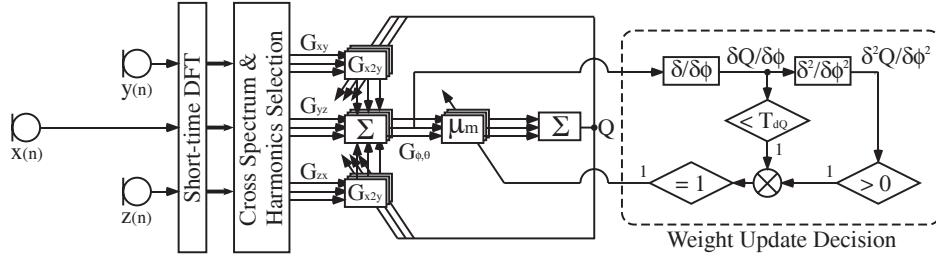 y(n)
x(n)
z(n)
Short-time DFT
Cross Spectrum &
Harmonics Selection
Gxy
Gyz
Gzx
Gx2y
Σ
Gx2y
Gϕ,θ
μm
Σ
Q
δ/δϕ
δQ/δϕ
δ²/δϕ²
δ²Q/δϕ²
< TdQ
1
= 1
1
1
> 0
Weight Update Decision